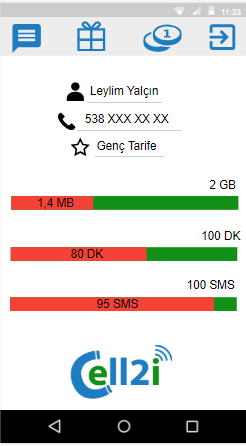 11:33
1
Leylim Yalçın
538 XXX XX XX
Genç Tarife
2 GB
1,4 MB
100 DK
80 DK
100 SMS
95 SMS
Cell2i